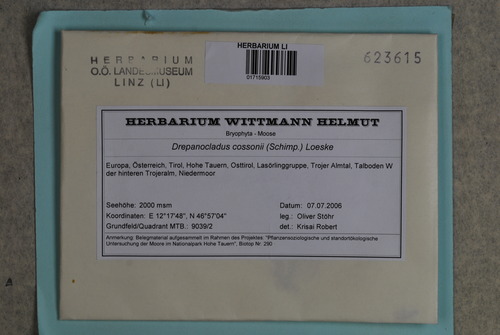 HERBARIUM
O.Ö. LANDESMUSEUM
LINZ (LI)
HERBARIUM LI
01715903
623615
HERBARIUM WITTMANN HELMUT
Bryophyta - Moose
Drepanocladus cossonii (Schimp.) Loeske
Europa, Österreich, Tirol, Hohe Tauern, Osttirol, Lasörlinggruppe, Trojer Almtal, Talboden W
der hinteren Trojeralm, Niedermoor
Seehöhe: 2000 msm
Datum: 07.07.2006
Koordinaten: E 12°17'48", N 46°57'04"
leg.: Oliver Stöhr
Grundfeld/Quadrant MTB.: 9039/2
det.: Krisai Robert
Anmerkung: Belegmaterial aufgesammelt im Rahmen des Projektes: "Pflanzensoziologische und standortökologische
Untersuchung der Moore im Nationalpark Hohe Tauern", Biotop Nr. 290